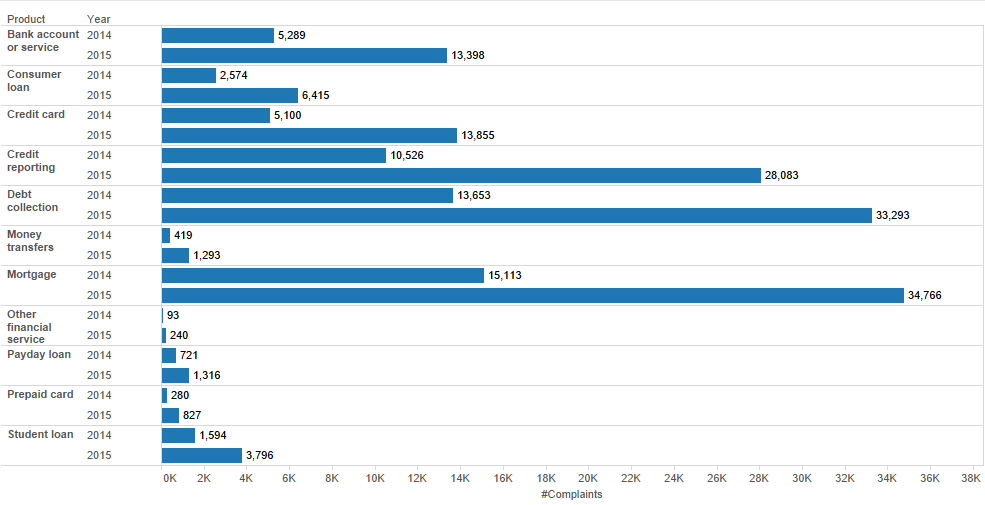 Product Year
Bank account 2014 5,289
or service
2015 13,398
Consumer 2014 2,574
loan
2015 6,415
Credit card 2014 5,100
2015 13,855
Credit 2014 10,526
reporting
2015 28,083
Debt 2014 13,653
collection
2015 33,293
Money 2014 419
transfers
2015 1,293
Mortgage 2014 15,113
2015 34,766
Other 2014 93
financial
service 2015 240
Payday loan 2014 721
2015 1,316
Prepaid card 2014 280
2015 827
Student loan 2014 1,594
2015 3,796
0K 2K 4K 6K 8K 10K 12K 14K 16K 18K 20K 22K 24K 26K 28K 30K 32K 34K 36K 38K
#Complaints